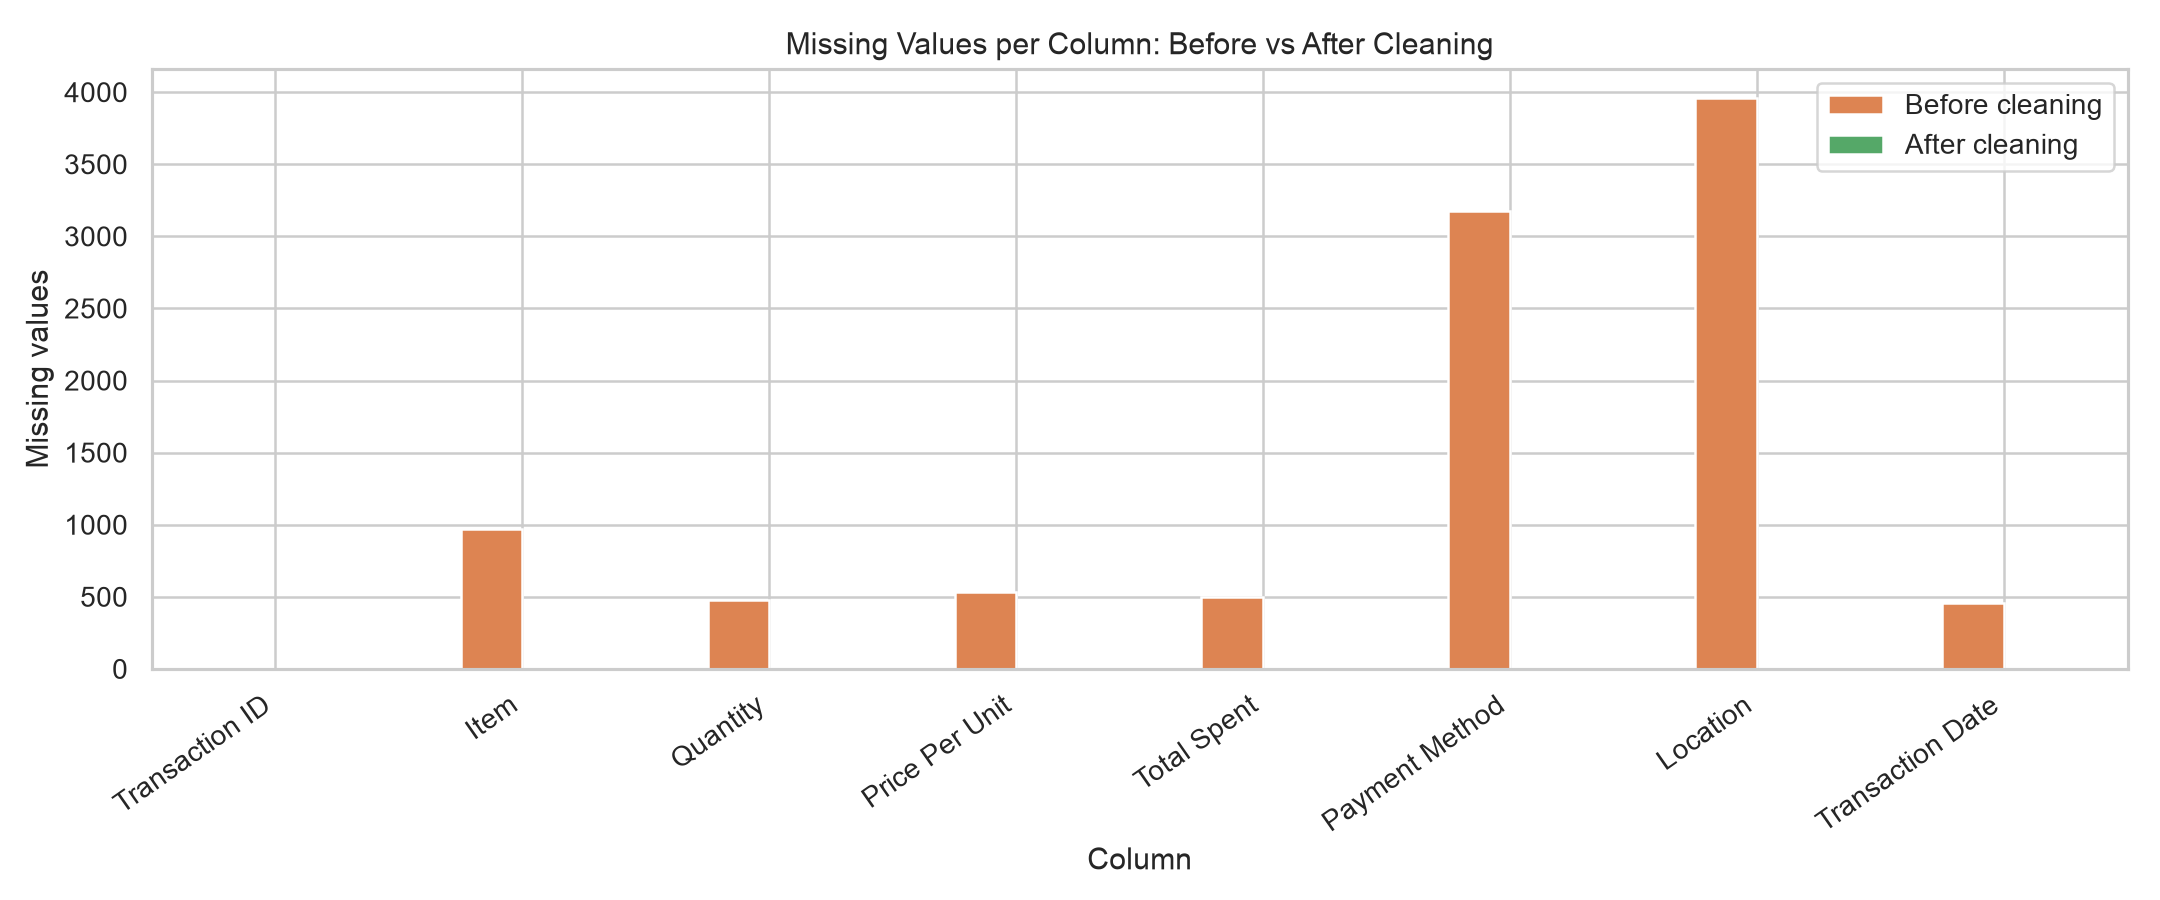 Missing Values per Column: Before vs After Cleaning
Before cleaning
After cleaning
Missing values
4000
3500
3000
2500
2000
1500
1000
500
0
Transaction ID
Item
Quantity
Price Per Unit
Total Spent
Payment Method
Location
Transaction Date
Column